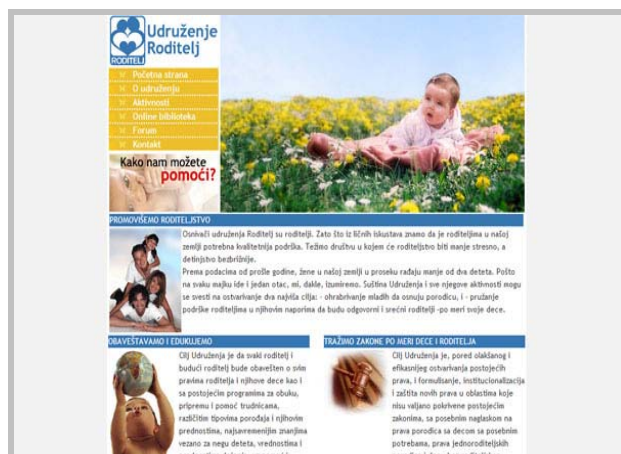 Udruženje
Roditelj
RODITELJ
Početna strana
O udruženju
Aktivnosti
Online biblioteka
Forum
Kontakt
Kako nam možete
pomoći?
PROMOVIŠEMO RODITELJSTVO
Osnivači udruženja Roditelj su roditelji. Zato što iz ličnih iskustava znamo da je roditeljima u našoj
zemlji potrebna kvalitetnija podrška. Težimo društvu u kojem će roditeljstvo biti manje stresno, a
detinjstvo bezbrižnije.
Prema podacima od prošle godine, žene u našoj zemlji u proseku rađaju manje od dva deteta. Pošto
na svaku majku ide i jedan otac, mi, dakle, izumiremo. Suština Udruženja i sve njegove aktivnosti mogu
se svesti na ostvarivanje dva najviša cilja: - ohrabrivanje mladih da osnuju porodicu, i - pružanje
podrške roditeljima u njihovim naporima da budu odgovorni i srećni roditelji -po meri svoje dece.
OBAVEŠTAVAMO I EDUKUJEMO
Cilj Udruženja je da svaki roditelj i
budući roditelj bude obavešten o svim
pravima roditelja i njihove dece kao i
sa postojećim programima za obuku,
pripremu i pomoć trudnicama,
različitim tipovima porođaja i njihovim
prednostima, najsavremenijim znanjima
vezano za negu deteta, vrednostima i
TRAŽIMO ZAKONE PO MERI DECE I RODITELJA
Cilj Udruženja je, pored olakšanog i
efikasnijeg ostvarivanja postojećih
prava, i formulisanje, institucionalizacija
i zaštita novih prava u oblastima koje
nisu valjano pokrivene postojećim
zakonima, sa posebnim naglaskom na
prava porodica sa decom sa posebnim
potrebama, prava jednoroditeljskih